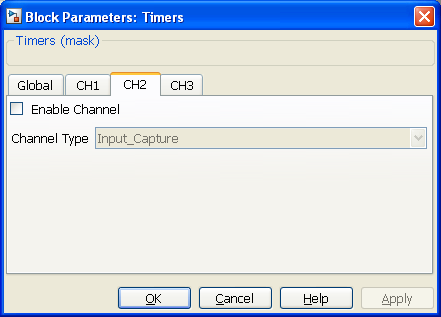 Block Parameters: Timers
Timers (mask)
Global CH1 CH2 CH3
Enable Channel
Channel Type Input_Capture
OK Cancel Help Apply